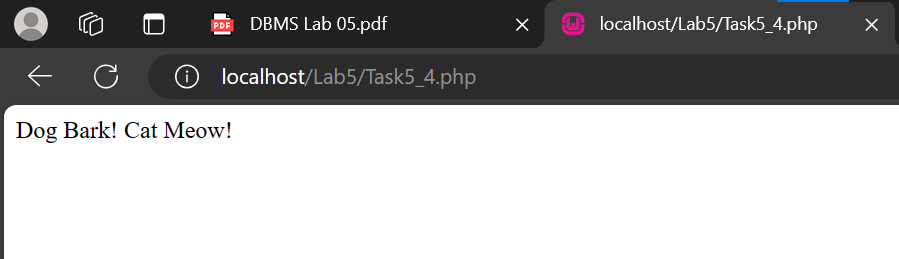 DBMS Lab 05.pdf
localhost/Lab5/Task5_4.php
localhost/Lab5/Task5_4.php
Dog Bark! Cat Meow!